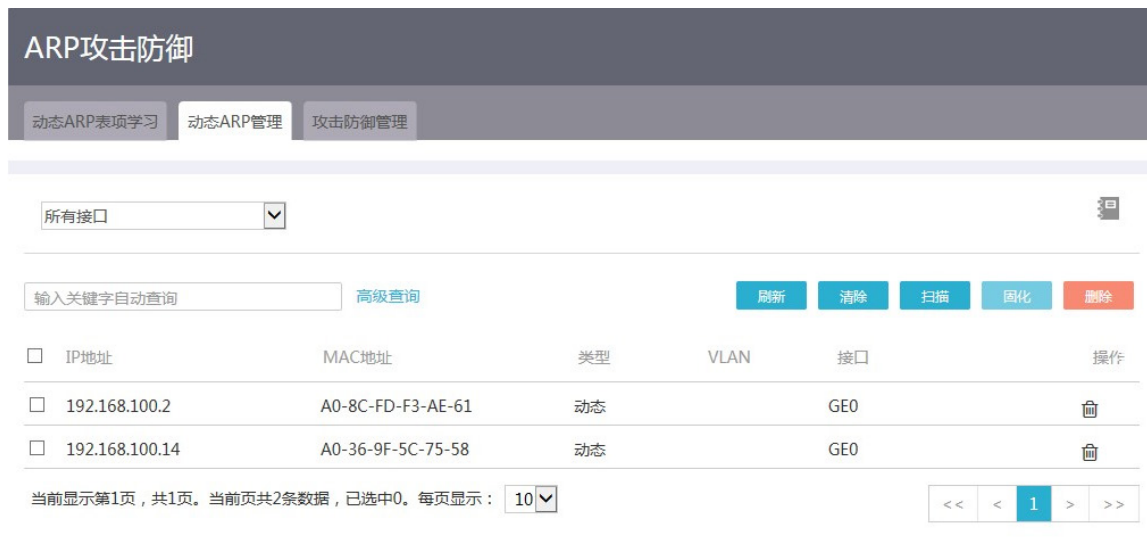 ARP攻击防御
动态ARP表项学习 动态ARP管理 攻击防御管理
所有接口
输入关键字自动查询 高级查询 刷新 清除 扫描 固化 删除
IP地址 MAC地址 类型 VLAN 接口 操作
192.168.100.2 A0-8C-FD-F3-AE-61 动态 GE0
192.168.100.14 A0-36-9F-5C-75-58 动态 GE0
当前显示第1页，共1页。当前页共2条数据，已选中0。每页显示： 10 << < 1 > >>